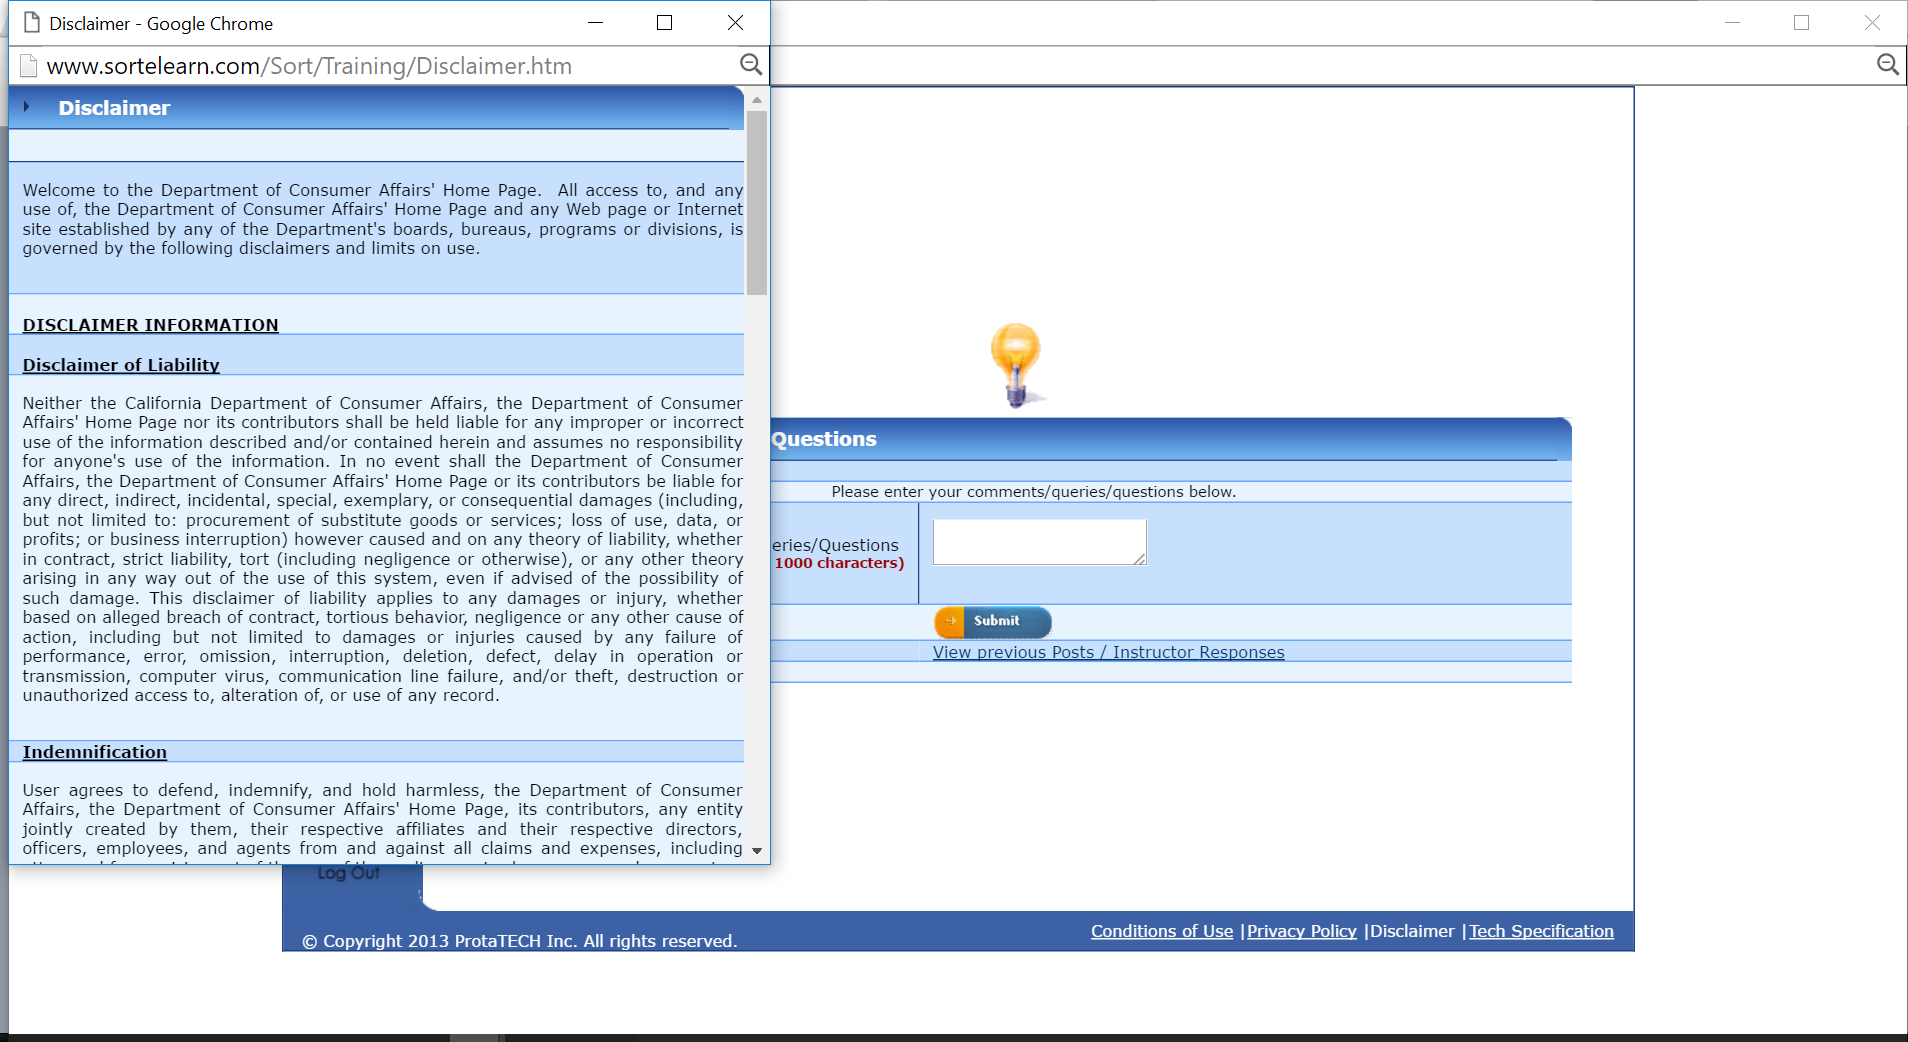 Disclaimer - Google Chrome
www.sortelearn.com/Sort/Training/Disclaimer.htm
Disclaimer
Welcome to the Department of Consumer Affairs' Home Page. All access to, and any
use of, the Department of Consumer Affairs' Home Page and any Web page or Internet
site established by any of the Department's boards, bureaus, programs or divisions, is
governed by the following disclaimers and limits on use.
DISCLAIMER INFORMATION
Disclaimer of Liability
Neither the California Department of Consumer Affairs, the Department of Consumer
Affairs' Home Page nor its contributors shall be held liable for any improper or incorrect
use of the information described and/or contained herein and assumes no responsibility
for anyone's use of the information. In no event shall the Department of Consumer
Affairs, the Department of Consumer Affairs' Home Page or its contributors be liable for
any direct, indirect, incidental, special, exemplary, or consequential damages (including,
but not limited to: procurement of substitute goods or services; loss of use, data, or
profits; or business interruption) however caused and on any theory of liability, whether
in contract, strict liability, tort (including negligence or otherwise), or any other theory
arising in any way out of the use of this system, even if advised of the possibility of
such damage. This disclaimer of liability applies to any damages or injury, whether
based on alleged breach of contract, tortious behavior, negligence or any other cause of
action, including but not limited to damages or injuries caused by any failure of
performance, error, omission, interruption, deletion, defect, delay in operation or
transmission, computer virus, communication line failure, and/or theft, destruction or
unauthorized access to, alteration of, or use of any record.
Indemnification
User agrees to defend, indemnify, and hold harmless, the Department of Consumer
Affairs, the Department of Consumer Affairs' Home Page, its contributors, any entity
jointly created by them, their respective affiliates and their respective directors,
officers, employees, and agents from and against all claims and expenses, including
Questions
Please enter your comments/queries/questions below.
eries/Questions
1000 characters)
Submit
View previous Posts / Instructor Responses
Log Out
© Copyright 2013 ProtaTECH Inc. All rights reserved.
Conditions of Use |Privacy Policy |Disclaimer |Tech Specification